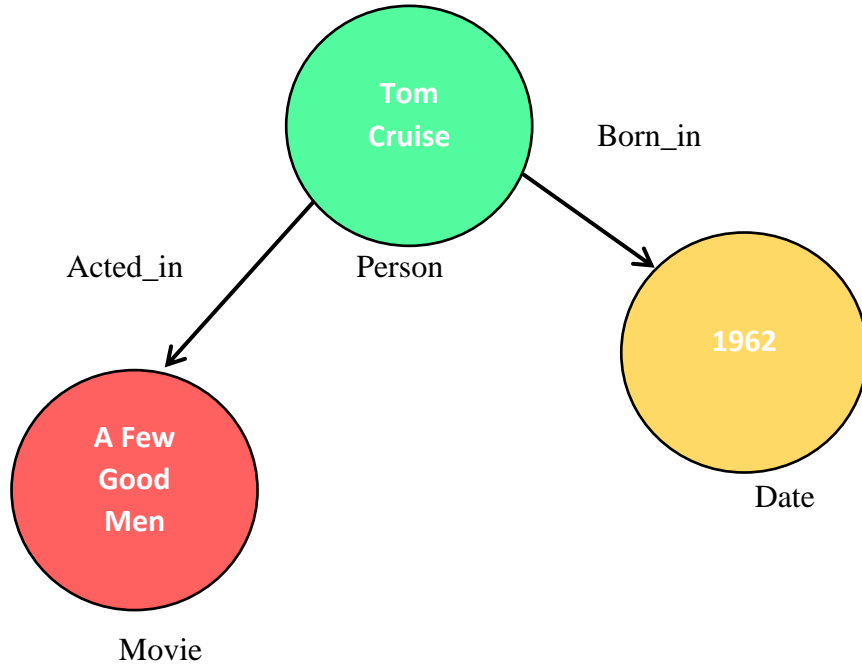 Tom
Cruise
Born_in
Acted_in
Person
1962
A Few
Good
Men
Date
Movie